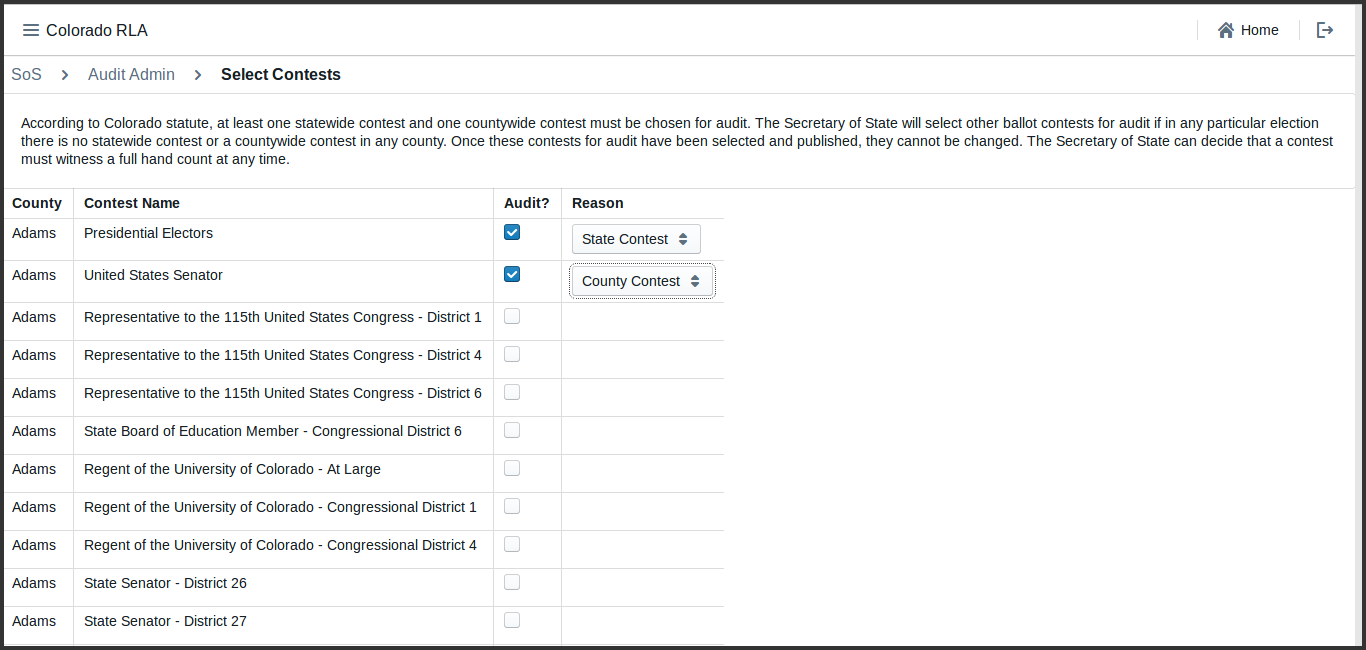 Colorado RLA Home
SoS > Audit Admin > Select Contests
According to Colorado statute, at least one statewide contest and one countywide contest must be chosen for audit. The Secretary of State will select other ballot contests for audit if in any particular election
there is no statewide contest or a countywide contest in any county. Once these contests for audit have been selected and published, they cannot be changed. The Secretary of State can decide that a contest
must witness a full hand count at any time.
County Contest Name Audit? Reason
Adams Presidential Electors State Contest
Adams United States Senator County Contest
Adams Representative to the 115th United States Congress - District 1
Adams Representative to the 115th United States Congress - District 4
Adams Representative to the 115th United States Congress - District 6
Adams State Board of Education Member - Congressional District 6
Adams Regent of the University of Colorado - At Large
Adams Regent of the University of Colorado - Congressional District 1
Adams Regent of the University of Colorado - Congressional District 4
Adams State Senator - District 26
Adams State Senator - District 27